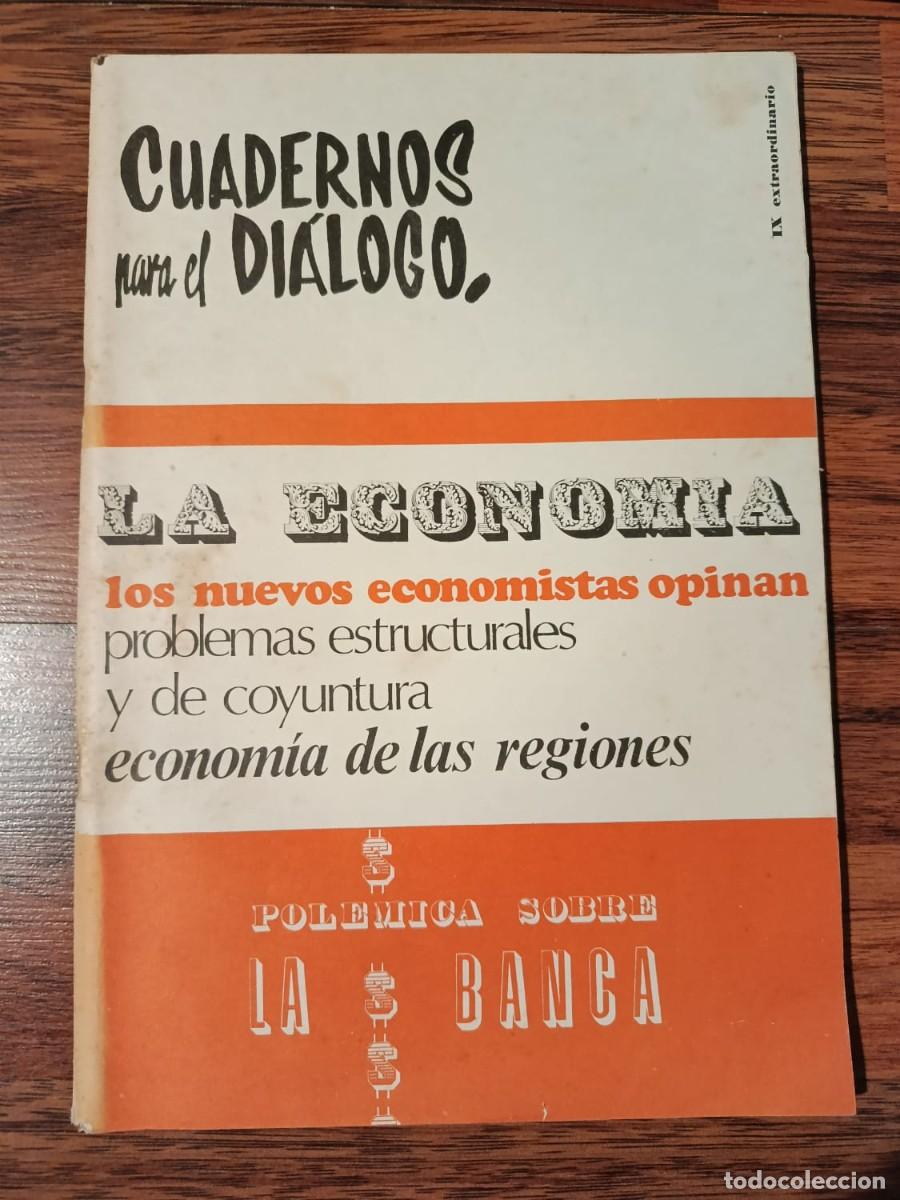 CUADERNOS
para el DIÁLOGO.
IX extraordinario
LA ECONOMIA
los nuevos economistas opinan
problemas estructurales
y de coyuntura
economía de las regiones
POLEMICA SOBRE
LA BANCA
todocoleccion